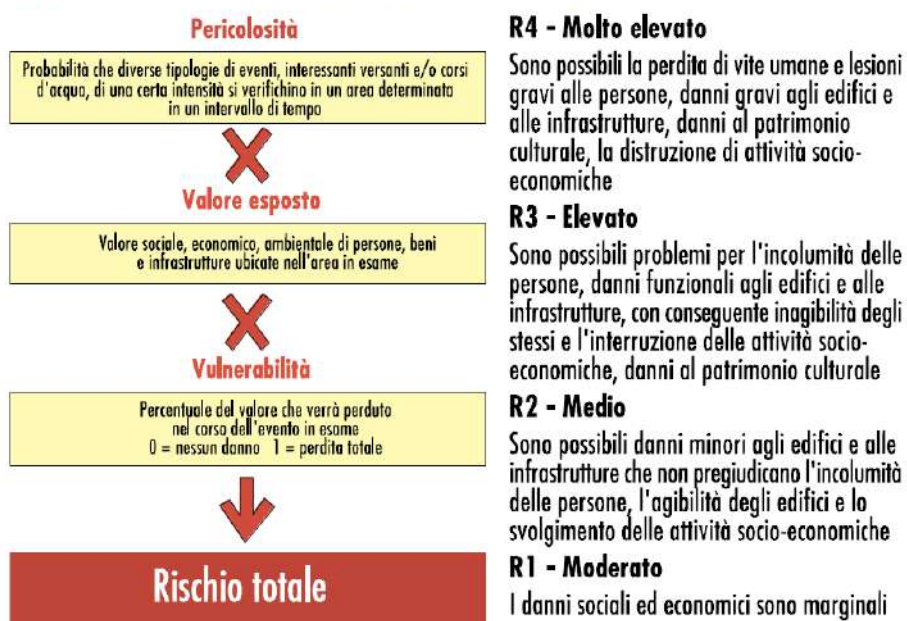 Pericolosità
Probabilità che diverse tipologie di eventi, interessanti versanti e/o corsi
d'acqua, di una certa intensità si verifichino in un area determinata
in un intervallo di tempo
Valore esposto
Valore sociale, economico, ambientale di persone, beni
e infrastrutture ubicate nell'area in esame
Vulnerabilità
Percentuale del valore che verrà perduto
nel corso dell'evento in esame
0 = nessun danno 1 = perdita totale
Rischio totale
R4 - Molto elevato
Sono possibili la perdita di vite umane e lesioni
gravi alle persone, danni gravi agli edifici e
alle infrastrutture, danni al patrimonio
culturale, la distruzione di attività socio-
economiche
R3 - Elevato
Sono possibili problemi per l'incolumità delle
persone, danni funzionali agli edifici e alle
infrastrutture, con conseguente inagibilità degli
stessi e l'interruzione delle attività socio-
economiche, danni al patrimonio culturale
R2 - Medio
Sono possibili danni minori agli edifici e alle
infrastrutture che non pregiudicano l'incolumità
delle persone, l'agibilità degli edifici e lo
svolgimento delle attività socio-economiche
R1 - Moderato
I danni sociali ed economici sono marginali